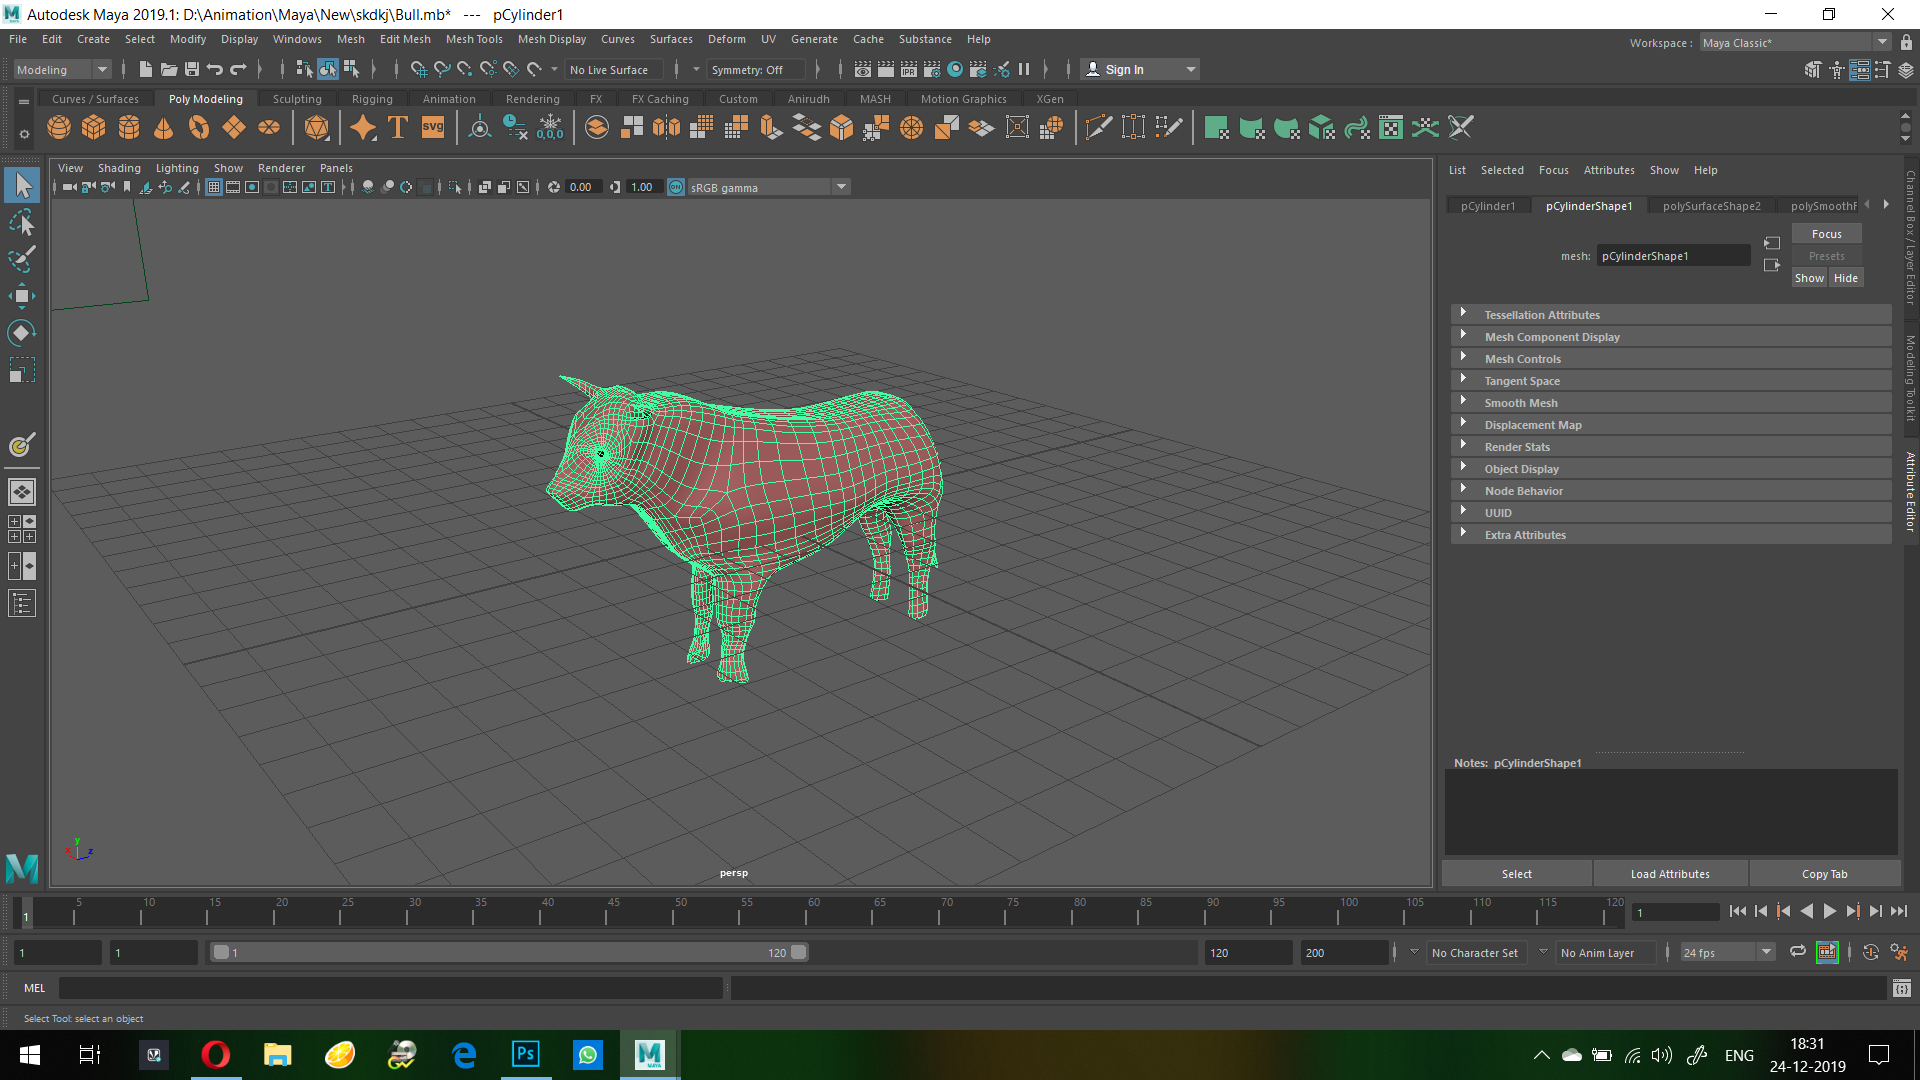 Autodesk Maya 2019.1: D:\Animation\Maya\New\skdkj\Bull.mb* --- pCylinder1
File Edit Create Select Modify Display Windows Mesh Edit Mesh Mesh Tools Mesh Display Curves Surfaces Deform UV Generate Cache Substance Help
Workspace : Maya Classic*
Modeling No Live Surface Symmetry: Off IPR Sign In
Curves / Surfaces Poly Modeling Sculpting Rigging Animation Rendering FX FX Caching Custom Anirudh MASH Motion Graphics XGen
T SVG 0,0,0
View Shading Lighting Show Renderer Panels
0.00 1.00 ON sRGB gamma
List Selected Focus Attributes Show Help
pCylinder1 pCylinderShape1 polySurfaceShape2 polySmoothF
Focus
mesh: pCylinderShape1
Presets
Show Hide
Tessellation Attributes
Mesh Component Display
Mesh Controls
Tangent Space
Smooth Mesh
Displacement Map
Render Stats
Object Display
Node Behavior
UUID
Extra Attributes
Channel Box / Layer Editor
Modeling Toolkit
Attribute Editor
Notes: pCylinderShape1
Select Load Attributes Copy Tab
y
x z
persp
M
1 5 10 15 20 25 30 35 40 45 50 55 60 65 70 75 80 85 90 95 100 105 110 115 120 1
1 1 1 120 120 200 No Character Set No Anim Layer 24 fps
MEL
Select Tool: select an object
Ps M MAYA ENG 18:31
24-12-2019